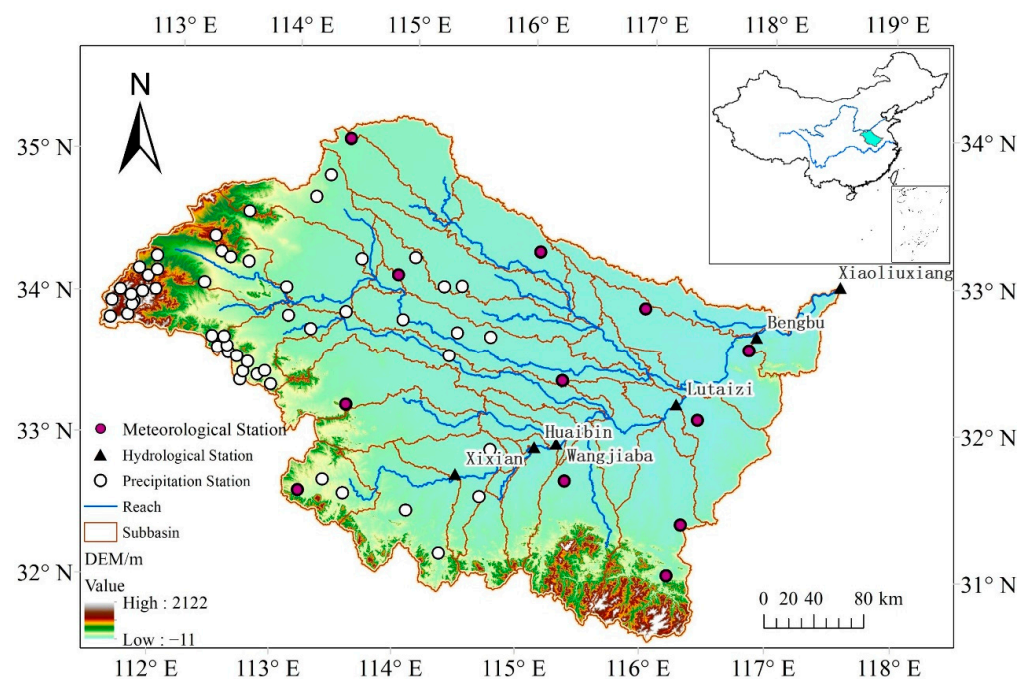 113° E 114° E 115° E 116° E 117° E 118° E 119° E
N
35° N
34° N
Xiaoliuxiang
34° N
33° N
Bengbu
Lutaizi
33° N
32° N
Huaibin
Wangjiaba
Xixian
Meteorological Station
Hydrological Station
Precipitation Station
Reach
Subbasin
DEM/m
Value
High : 2122
Low : −11
32° N
31° N
0 20 40 80 km
112° E 113° E 114° E 115° E 116° E 117° E 118° E